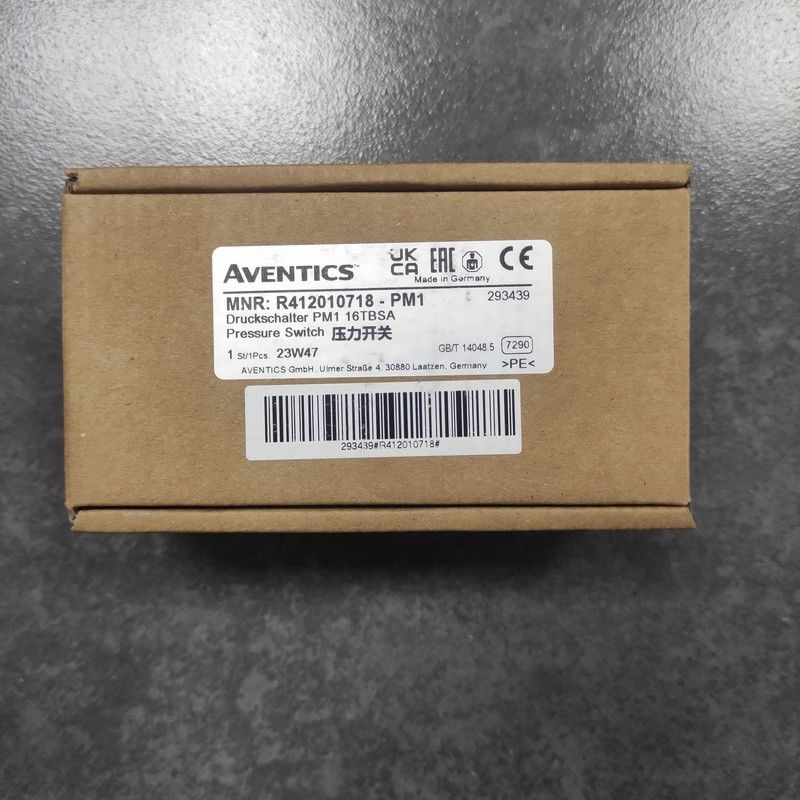 AVENTICS™ UK CA EAC CE
Made in Germany
MNR: R412010718 - PM1 293439
Druckschalter PM1 16TBSA
Pressure Switch 压力开关
1 St/1Pcs. 23W47 GB/T 14048.5 7290
AVENTICS GmbH, Ulmer Straße 4, 30880 Laatzen, Germany >PE<
293439#R412010718#